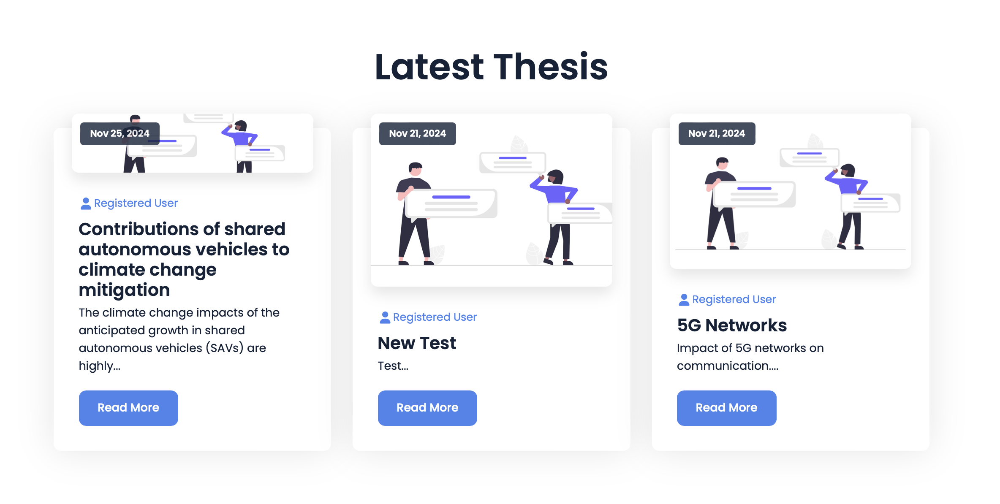 Latest Thesis
Nov 25, 2024
Registered User
Contributions of shared
autonomous vehicles to
climate change
mitigation
The climate change impacts of the
anticipated growth in shared
autonomous vehicles (SAVs) are
highly...
Read More
Nov 21, 2024
Registered User
New Test
Test...
Read More
Nov 21, 2024
Registered User
5G Networks
Impact of 5G networks on
communication....
Read More